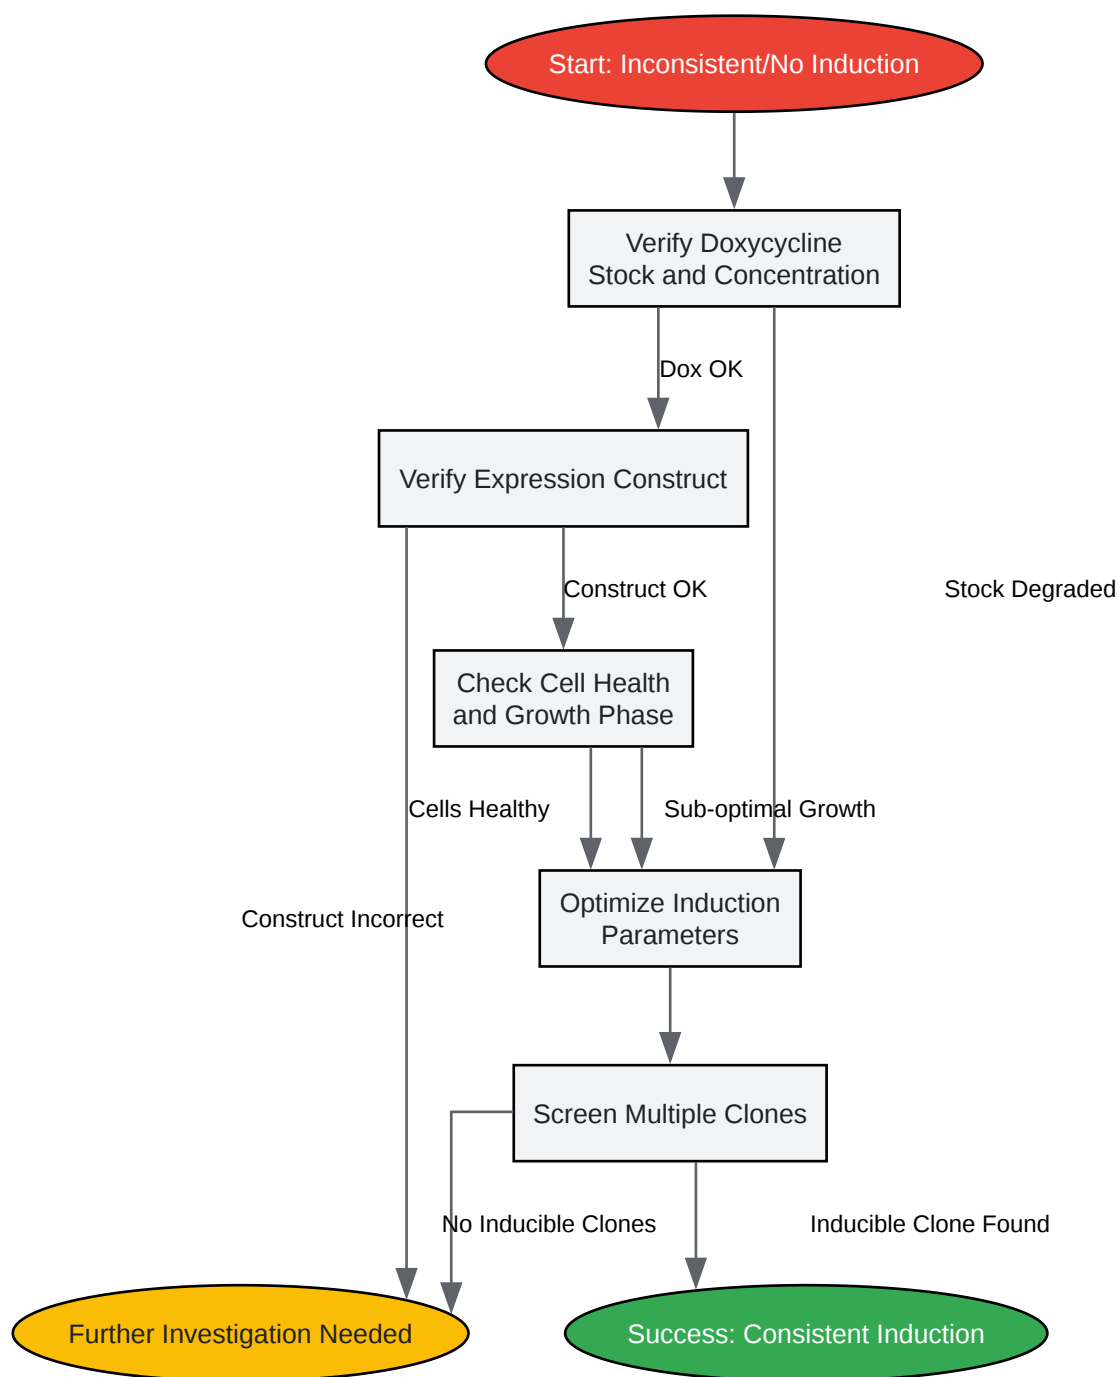 Start: Inconsistent/No Induction
Verify Doxycycline
Stock and Concentration
Dox OK
Verify Expression Construct
Construct OK
Stock Degraded
Check Cell Health
and Growth Phase
Cells Healthy
Sub-optimal Growth
Optimize Induction
Parameters
Construct Incorrect
Screen Multiple Clones
No Inducible Clones
Inducible Clone Found
Further Investigation Needed
Success: Consistent Induction